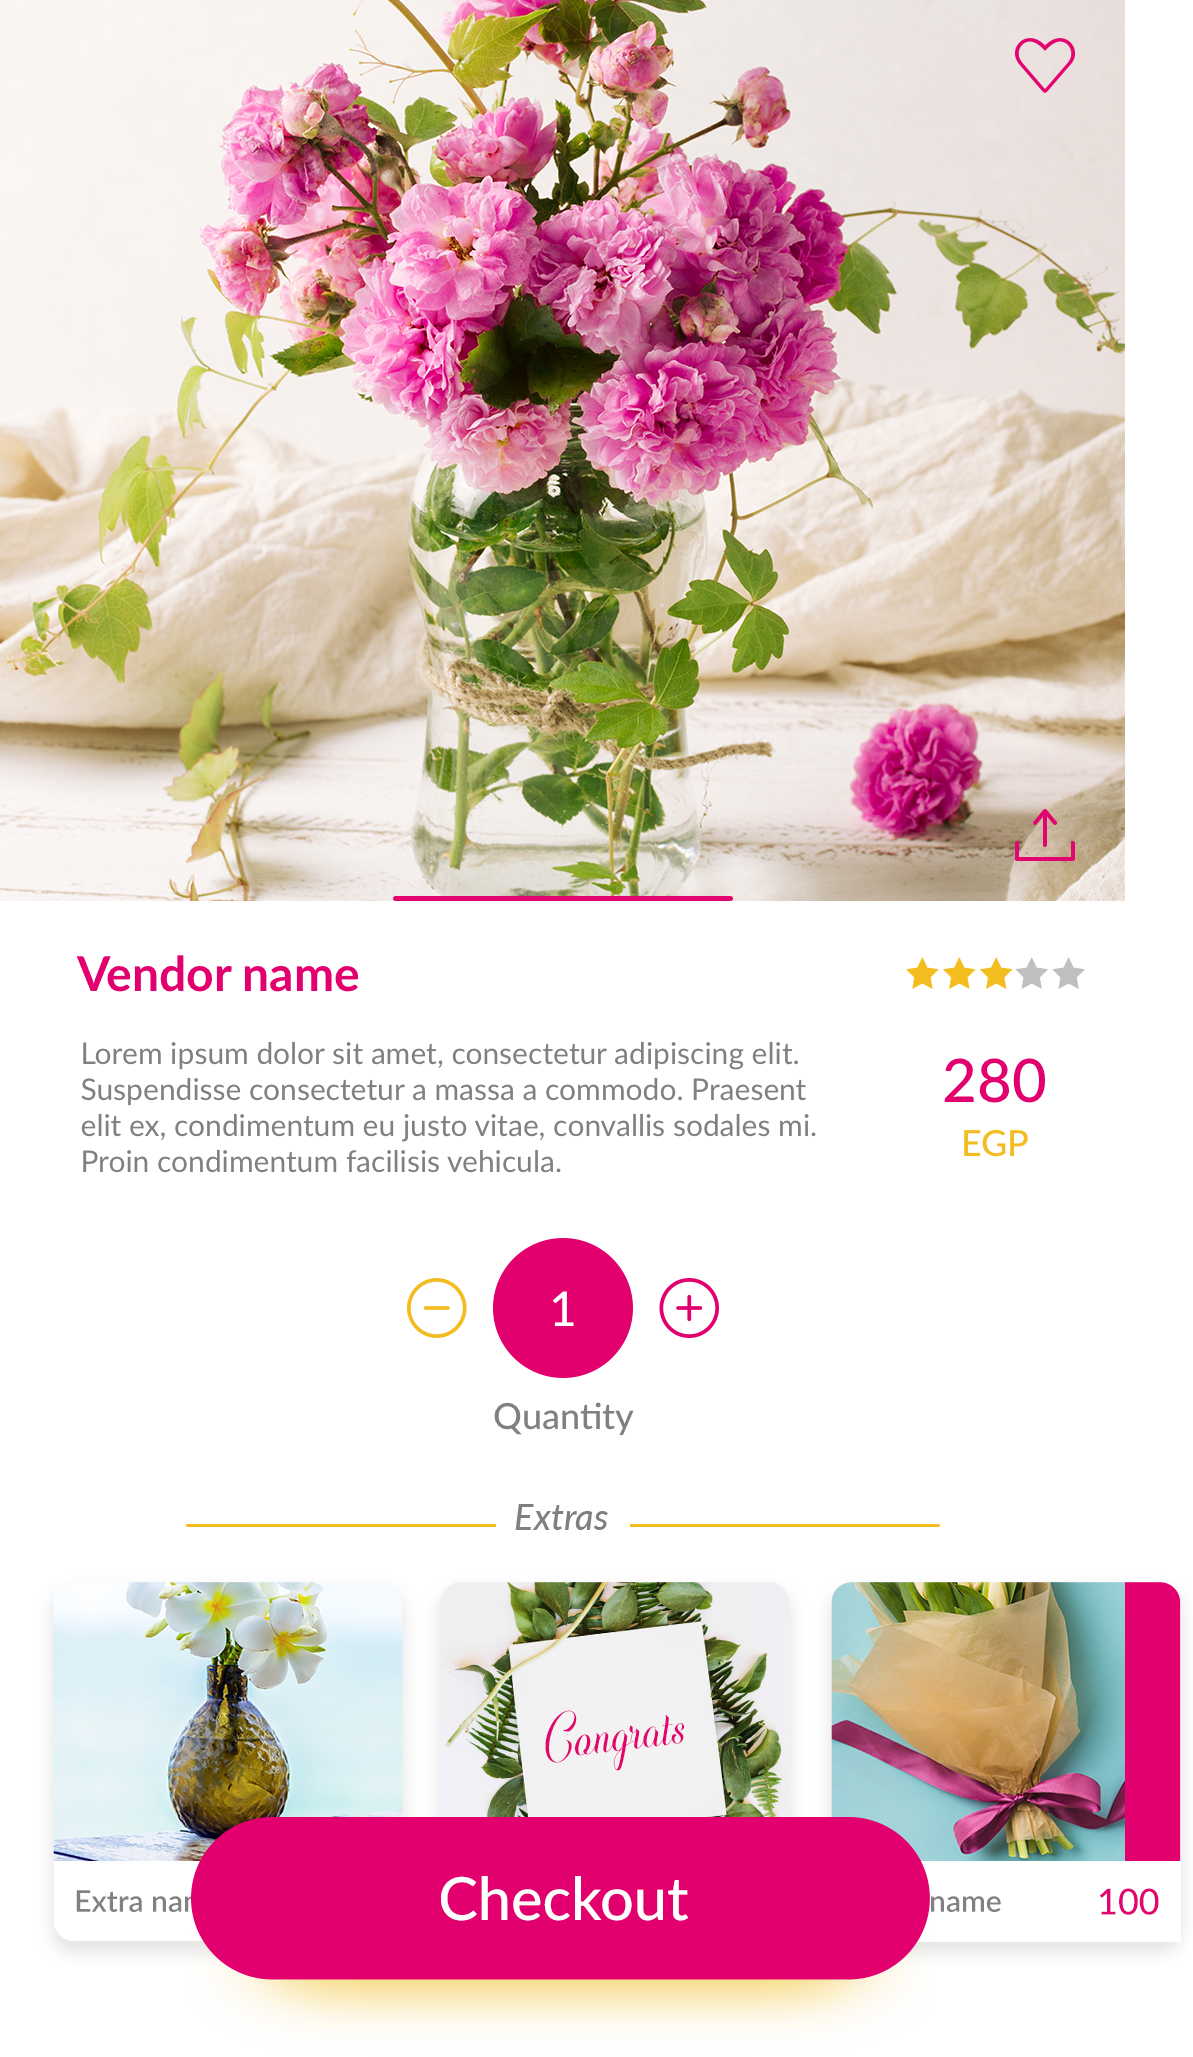 Vendor name
Lorem ipsum dolor sit amet, consectetur adipiscing elit.
Suspendisse consectetur a massa a commodo. Praesent
elit ex, condimentum eu justo vitae, convallis sodales mi.
Proin condimentum facilisis vehicula.
280
EGP
1
Quantity
Extras
Congrats
Extra nar
name
100
Checkout